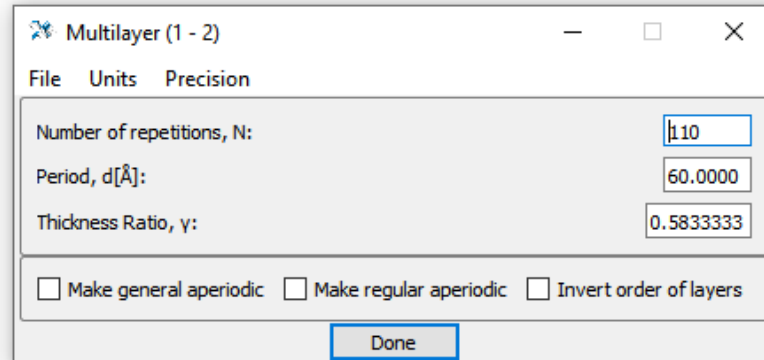 Multilayer (1 - 2)
File Units Precision
Number of repetitions, N: 110
Period, d[Å]: 60.0000
Thickness Ratio, γ: 0.5833333
Make general aperiodic Make regular aperiodic Invert order of layers
Done